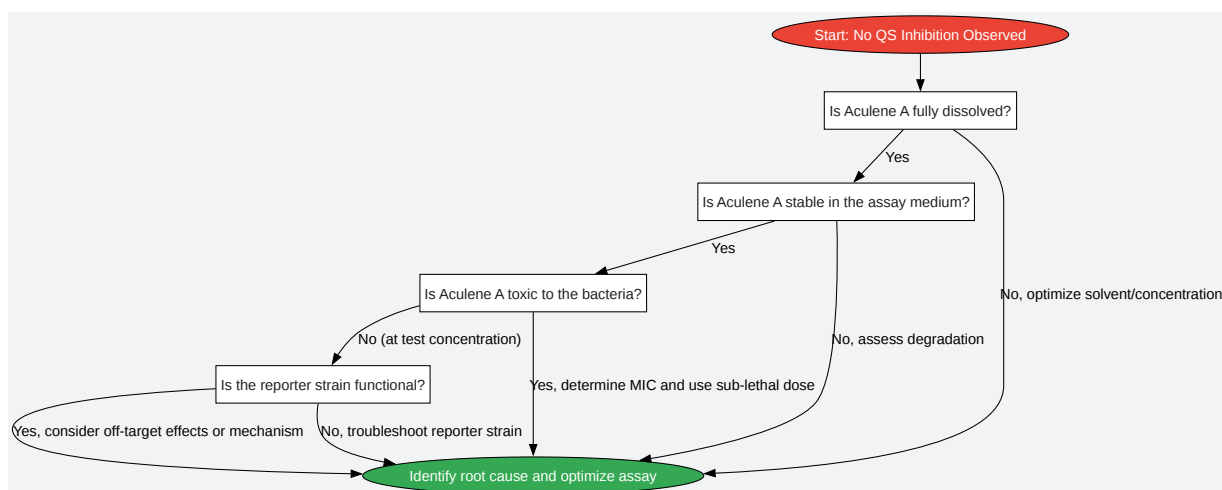 Start: No QS Inhibition Observed
Is Aculene A fully dissolved?
Yes
Is Aculene A stable in the assay medium?
Yes
Is Aculene A toxic to the bacteria?
No, optimize solvent/concentration
No (at test concentration)
No, assess degradation
Is the reporter strain functional?
Yes, determine MIC and use sub-lethal dose
Yes, consider off-target effects or mechanism
No, troubleshoot reporter strain
Identify root cause and optimize assay